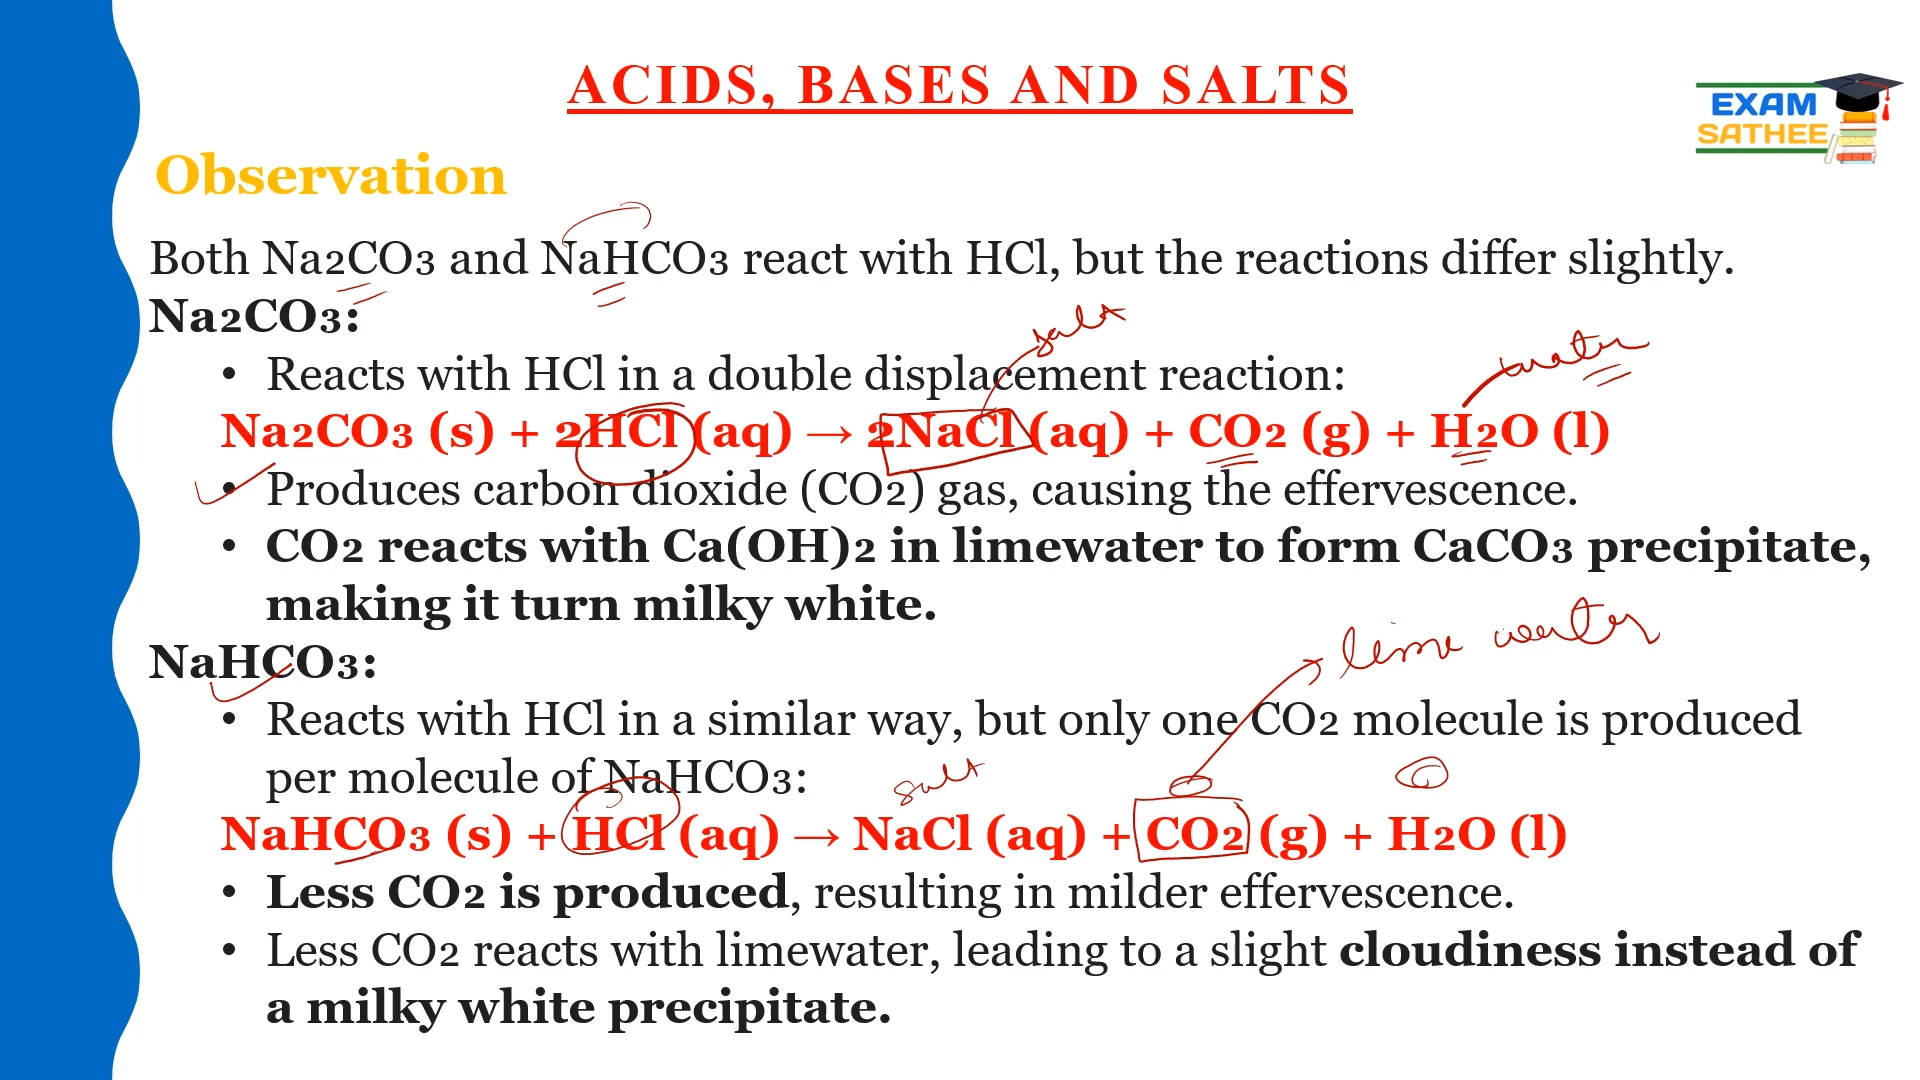 ACIDS, BASES AND SALTS
EXAM
SATHEE
Observation
Both Na2CO3 and NaHCO3 react with HCl, but the reactions differ slightly.
Na2CO3:
salt
water
• Reacts with HCl in a double displacement reaction:
Na2CO3 (s) + 2HCl (aq) → 2NaCl (aq) + CO2 (g) + H2O (l)
• Produces carbon dioxide (CO2) gas, causing the effervescence.
• CO2 reacts with Ca(OH)2 in limewater to form CaCO3 precipitate,
making it turn milky white.
lime water
NaHCO3:
• Reacts with HCl in a similar way, but only one CO2 molecule is produced
per molecule of NaHCO3:
salt
NaHCO3 (s) + HCl (aq) → NaCl (aq) + CO2 (g) + H2O (l)
• Less CO2 is produced, resulting in milder effervescence.
• Less CO2 reacts with limewater, leading to a slight cloudiness instead of
a milky white precipitate.